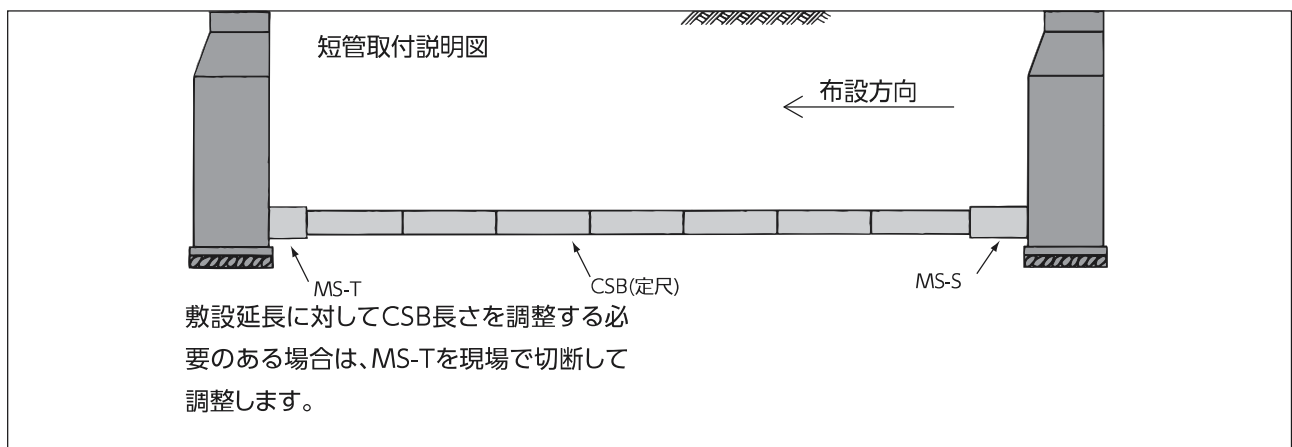 短管取付説明図
布設方向
MS-T
CSB(定尺)
MS-S
敷設延長に対してCSB長さを調整する必
要のある場合は、MS-Tを現場で切断して
調整します。